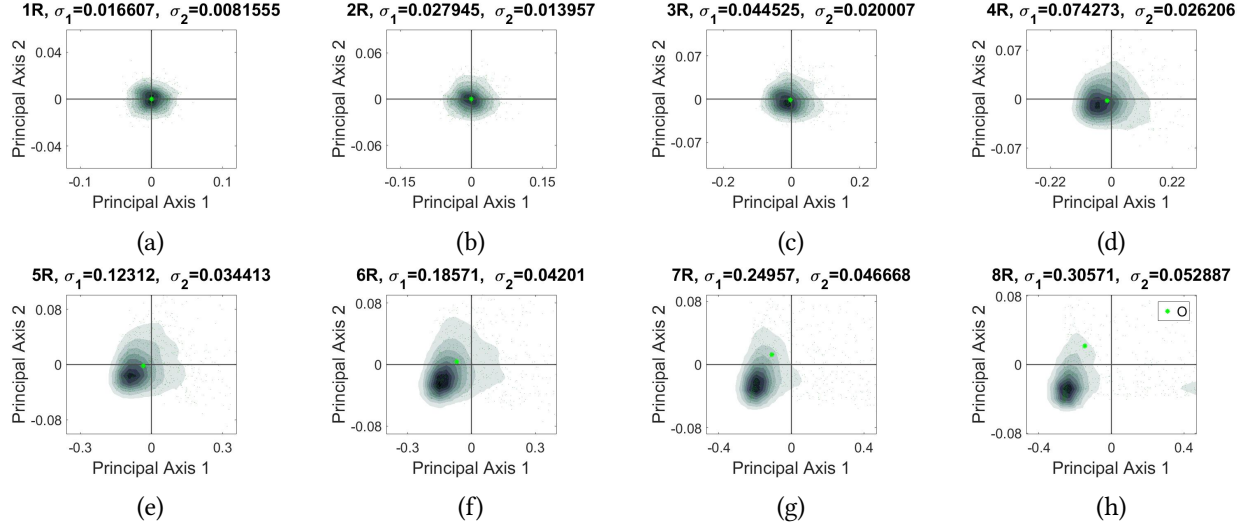 1R, σ1=0.016607, σ2=0.0081555
2R, σ1=0.027945, σ2=0.013957
3R, σ1=0.044525, σ2=0.020007
4R, σ1=0.074273, σ2=0.026206
Principal Axis 2
0.04
0
-0.04
-0.1
0
0.1
Principal Axis 1
Principal Axis 2
0.06
0
-0.06
-0.15
0
0.15
Principal Axis 1
Principal Axis 2
0.07
0
-0.07
-0.2
0
0.2
Principal Axis 1
Principal Axis 2
0.07
0
-0.07
-0.22
0
0.22
Principal Axis 1
(a)
(b)
(c)
(d)
5R, σ1=0.12312, σ2=0.034413
6R, σ1=0.18571, σ2=0.04201
7R, σ1=0.24957, σ2=0.046668
8R, σ1=0.30571, σ2=0.052887
Principal Axis 2
0.08
0
-0.08
-0.3
0
0.3
Principal Axis 1
Principal Axis 2
0.08
0
-0.08
-0.3
0
0.3
Principal Axis 1
Principal Axis 2
0.08
0
-0.08
-0.4
0
0.4
Principal Axis 1
Principal Axis 2
0.08
0
-0.08
-0.4
0
0.4
Principal Axis 1
O
(e)
(f)
(g)
(h)